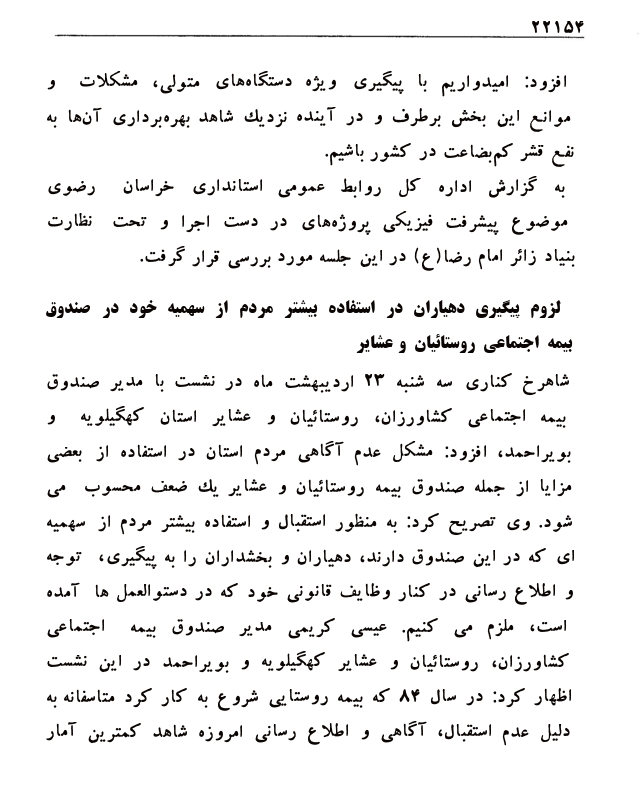 ۲۲۱۵۴
افزود: امیدواریم با پیگیری ویژه دستگاه‌های متولی، مشکلات و
موانع این بخش برطرف و در آینده نزدیك شاهد بهره‌برداری آن‌ها به
نفع قشر کم‌بضاعت در کشور باشیم.
به گزارش اداره کل روابط عمومی استانداری خراسان رضوی
موضوع پیشرفت فیزیکی پروژه‌های در دست اجرا و تحت نظارت
بنیاد زائر امام رضا(ع) در این جلسه مورد بررسی قرار گرفت.
لزوم پیگیری دهیاران در استفاده بیشتر مردم از سهمیه خود در صندوق
بیمه اجتماعی روستائیان و عشایر
شاهرخ کناری سه شنبه ۲۳ اردیبهشت ماه در نشست با مدیر صندوق
بیمه اجتماعی کشاورزان، روستائیان و عشایر استان کهگیلویه و
بویراحمد، افزود: مشکل عدم آگاهی مردم استان در استفاده از بعضی
مزایا از جمله صندوق بیمه روستائیان و عشایر یك ضعف محسوب می
شود. وی تصریح کرد: به منظور استقبال و استفاده بیشتر مردم از سهمیه
ای که در این صندوق دارند، دهیاران و بخشداران را به پیگیری، توجه
و اطلاع رسانی در کنار وظایف قانونی خود که در دستوالعمل ها آمده
است، ملزم می کنیم. عیسی کریمی مدیر صندوق بیمه اجتماعی
کشاورزان، روستائیان و عشایر کهگیلویه و بویراحمد در این نشست
اظهار کرد: در سال ۸۴ که بیمه روستایی شروع به کار کرد متاسفانه به
دلیل عدم استقبال، آگاهی و اطلاع رسانی امروزه شاهد کمترین آمار